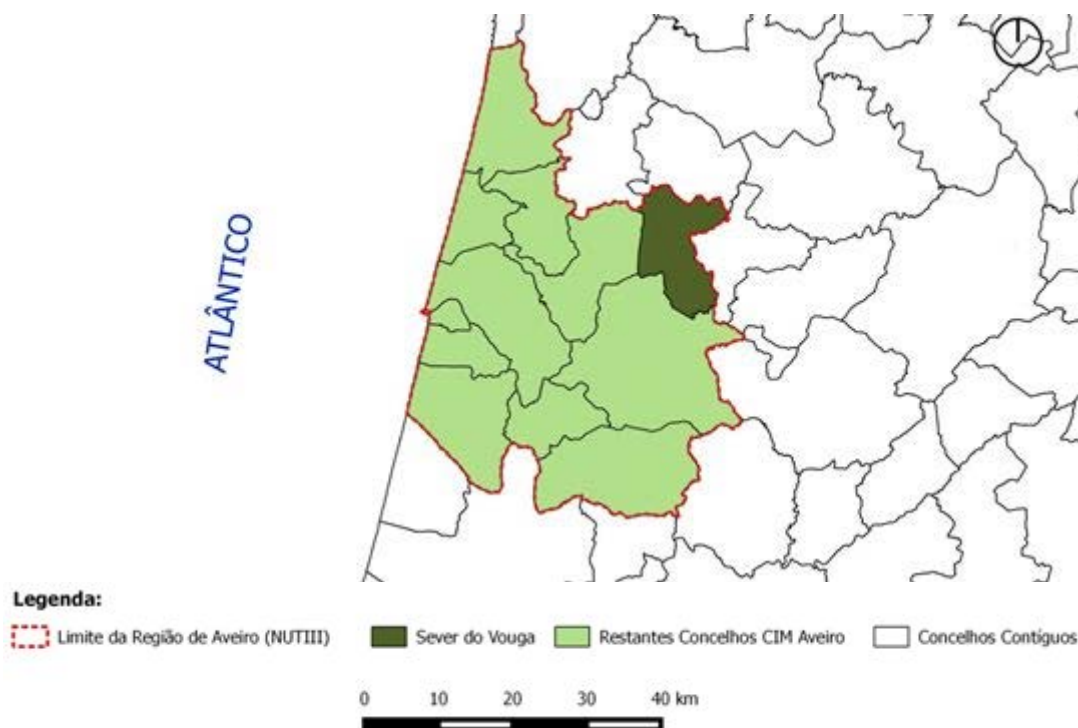 ATLÂNTICO
Legenda:
Limite da Região de Aveiro (NUTIII)
Sever do Vouga
Restantes Concelhos CIM Aveiro
Concelhos Contíguos
0 10 20 30 40 km